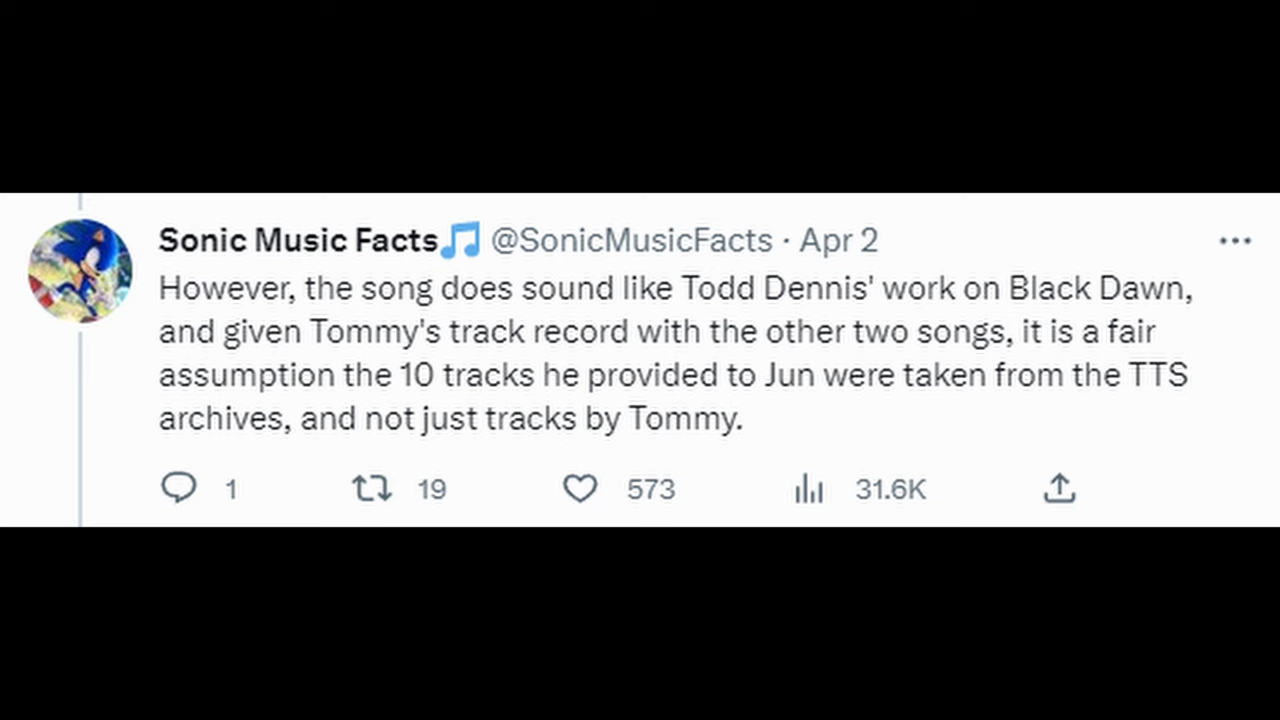 Sonic Music Facts🎵 @SonicMusicFacts · Apr 2
However, the song does sound like Todd Dennis' work on Black Dawn,
and given Tommy's track record with the other two songs, it is a fair
assumption the 10 tracks he provided to Jun were taken from the TTS
archives, and not just tracks by Tommy.
1 19 573 31.6K